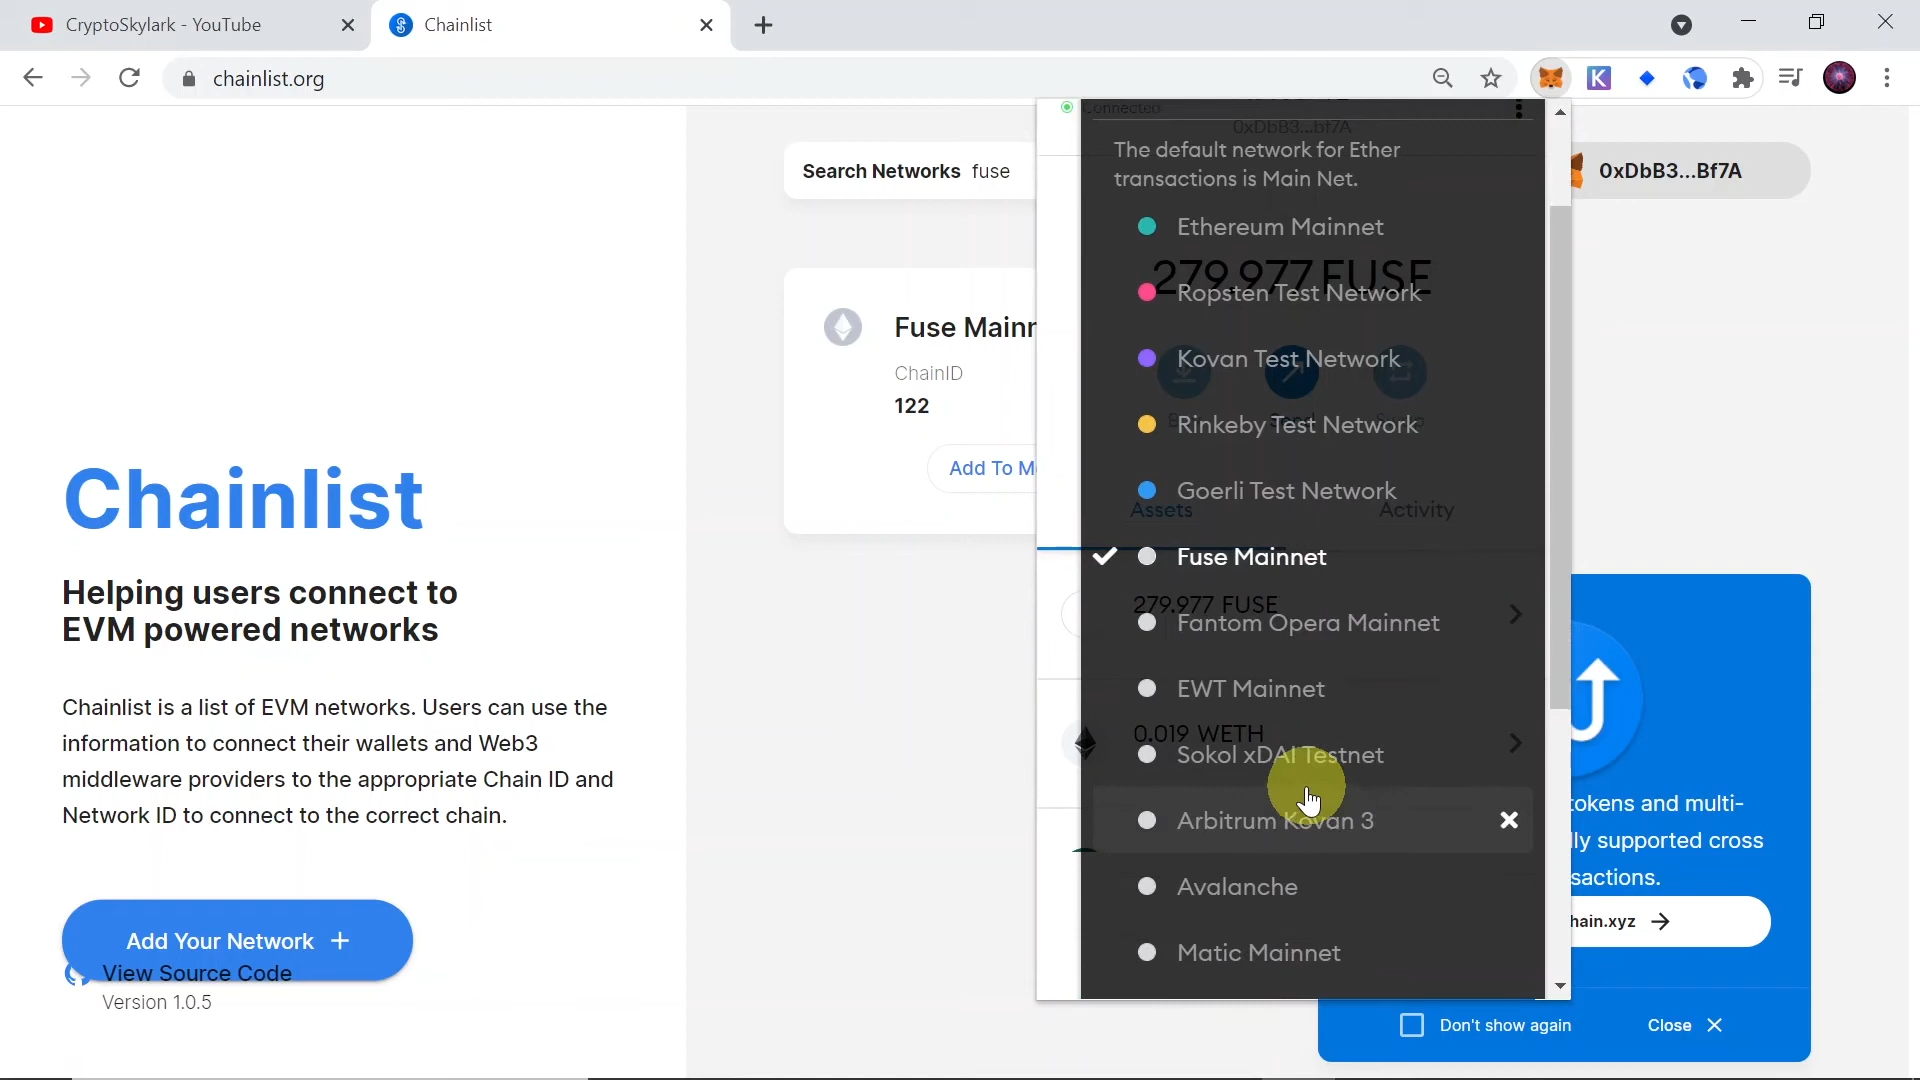 CryptoSkylark - YouTube
Chainlist
chainlist.org
Search Networks fuse
0xDbB3...Bf7A
Fuse Mainn
ChainID
122
Add To M
Chainlist
Helping users connect to
EVM powered networks
Chainlist is a list of EVM networks. Users can use the
information to connect their wallets and Web3
middleware providers to the appropriate Chain ID and
Network ID to connect to the correct chain.
Add Your Network +
View Source Code
Version 1.0.5
Connected
0xDbB3...bf7A
The default network for Ether
transactions is Main Net.
Ethereum Mainnet
279.977 FUSE
Ropsten Test Network
Kovan Test Network
Rinkeby Test Network
Goerli Test Network
Assets
Activity
Fuse Mainnet
279.977 FUSE
Fantom Opera Mainnet
EWT Mainnet
0.019 WETH
Sokol xDAI Testnet
Arbitrum Kovan 3
Avalanche
Matic Mainnet
tokens and multi-
lly supported cross
sactions.
hain.xyz
Don't show again
Close